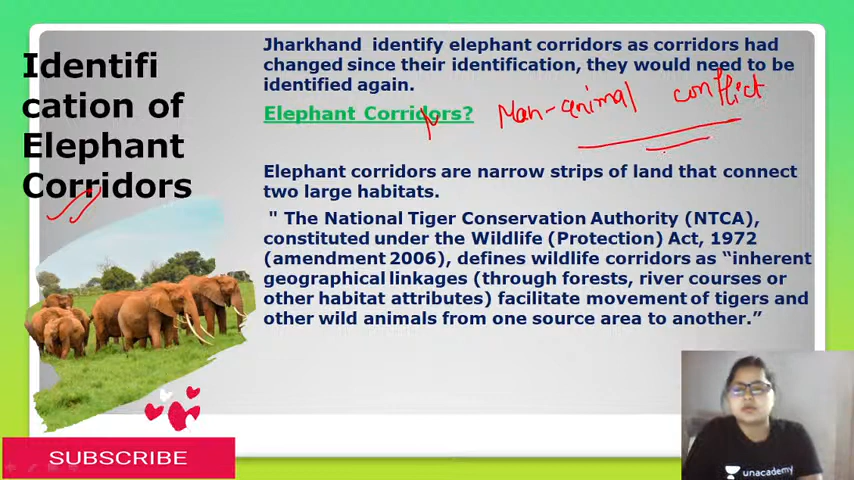 Identifi
cation of
Elephant
Corridors
Jharkhand identify elephant corridors as corridors had
changed since their identification, they would need to be
identified again.
Elephant Corridors?
Man-animal conflict
Elephant corridors are narrow strips of land that connect
two large habitats.
" The National Tiger Conservation Authority (NTCA),
constituted under the Wildlife (Protection) Act, 1972
(amendment 2006), defines wildlife corridors as “inherent
geographical linkages (through forests, river courses or
other habitat attributes) facilitate movement of tigers and
other wild animals from one source area to another.”
SUBSCRIBE
unacademy